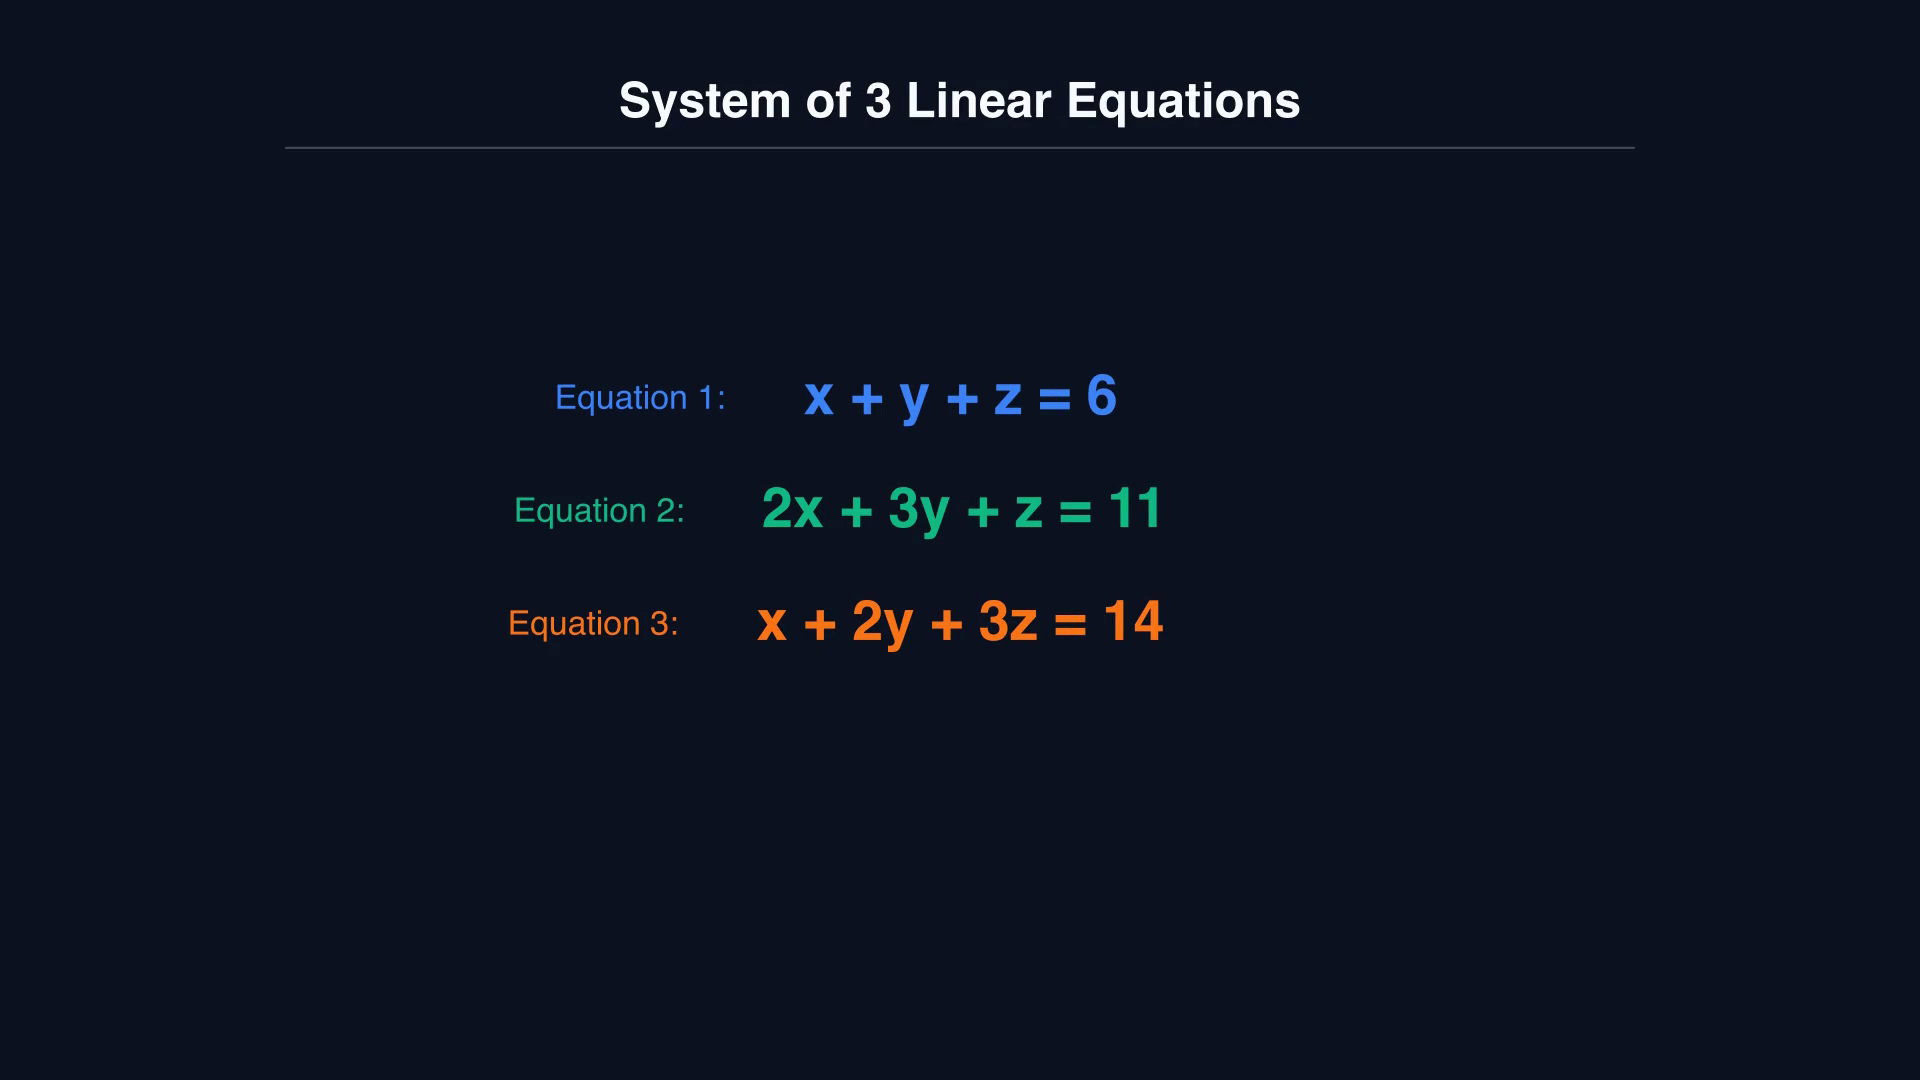 System of 3 Linear Equations
Equation 1: x + y + z = 6
Equation 2: 2x + 3y + z = 11
Equation 3: x + 2y + 3z = 14